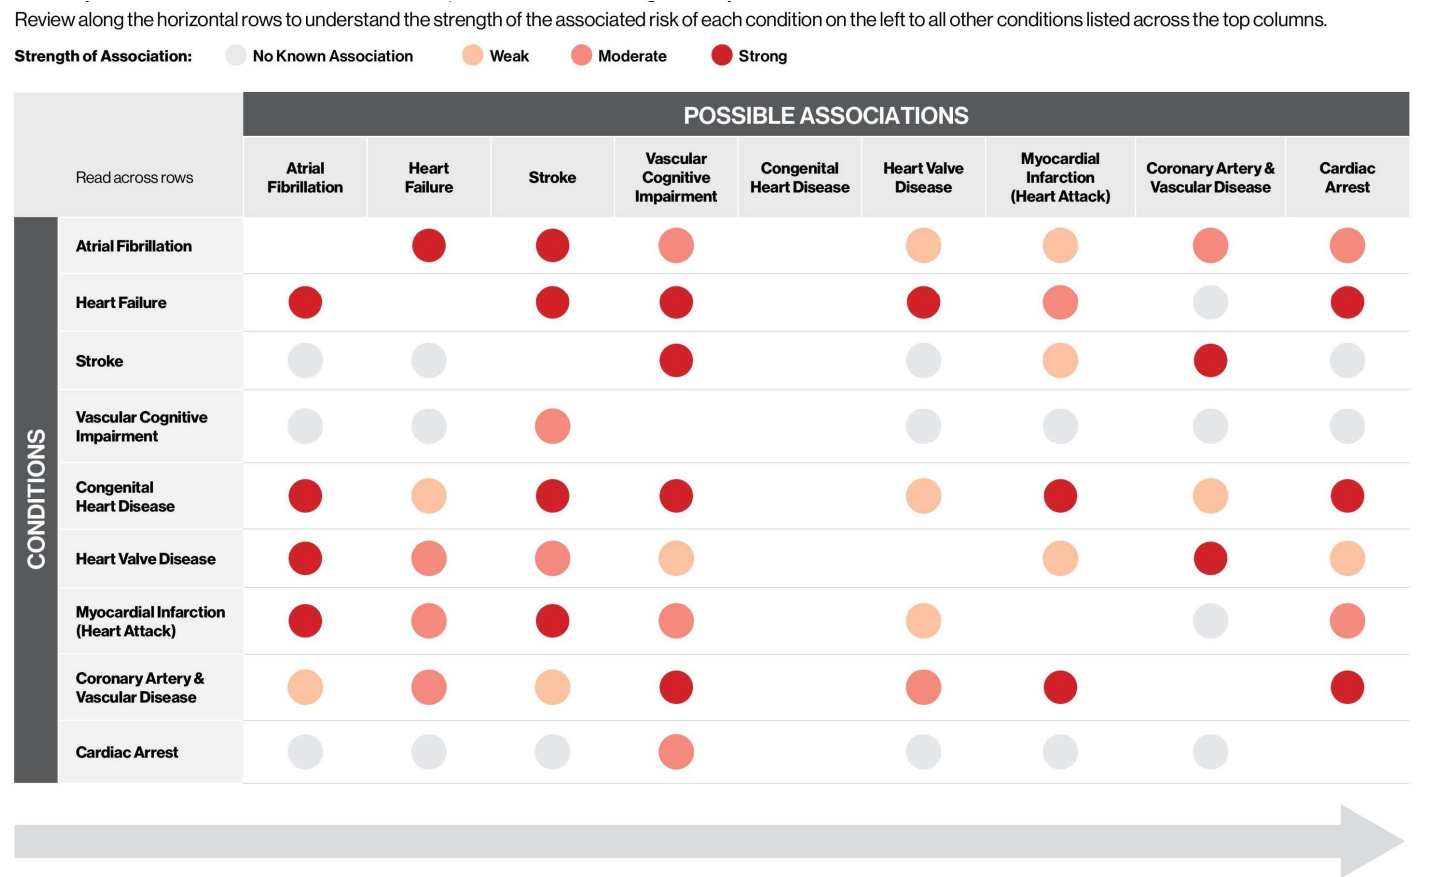 Review along the horizontal rows to understand the strength of the associated risk of each condition on the left to all other conditions listed across the top columns.
Strength of Association: No Known Association Weak Moderate Strong
POSSIBLE ASSOCIATIONS
Read across rows
Atrial
Fibrillation
Heart
Failure
Stroke
Vascular
Cognitive
Impairment
Congenital
Heart Disease
Heart Valve
Disease
Myocardial
Infarction
(Heart Attack)
Coronary Artery &
Vascular Disease
Cardiac
Arrest
CONDITIONS
Atrial Fibrillation
Heart Failure
Stroke
Vascular Cognitive
Impairment
Congenital
Heart Disease
Heart Valve Disease
Myocardial Infarction
(Heart Attack)
Coronary Artery &
Vascular Disease
Cardiac Arrest